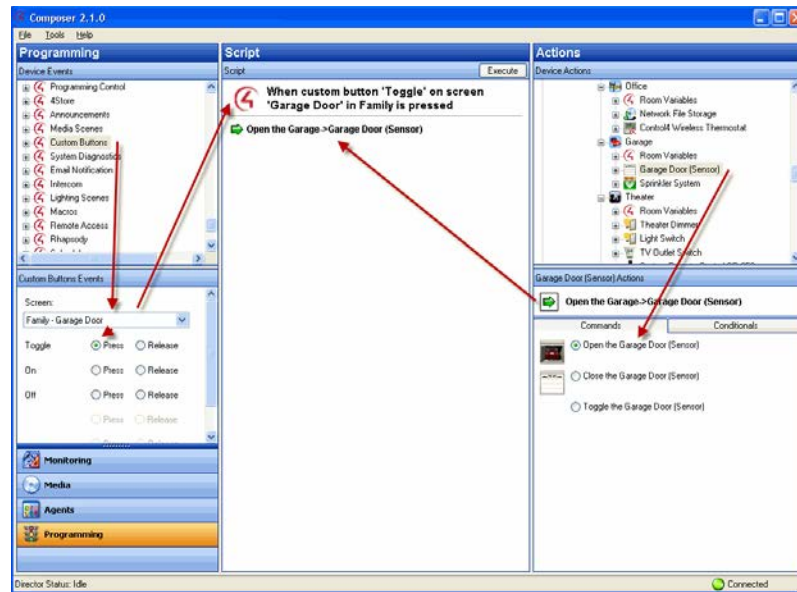 Composer 2.1.0
File Tools Help
Programming
Device Events
Programming Control
4Store
Announcements
Media Scenes
Custom Buttons
System Diagnostics
Email Notification
Intercom
Lighting Scenes
Macros
Remote Access
Rhapsody
Custom Buttons Events
Screen:
Family - Garage Door
Toggle Press Release
On Press Release
Off Press Release
Press Release
Monitoring
Media
Agents
Programming
Director Status: Idle
Script
Script Execute
When custom button 'Toggle' on screen
'Garage Door' in Family is pressed
Open the Garage->Garage Door (Sensor)
Actions
Device Actions
Office
Room Variables
Network File Storage
Control4 Wireless Thermostat
Garage
Room Variables
Garage Door (Sensor)
Sprinkler System
Theater
Room Variables
Theater Dimmer
Light Switch
TV Outlet Switch
Garage Door (Sensor) Actions
Open the Garage->Garage Door (Sensor)
Commands Conditionals
Open the Garage Door (Sensor)
Close the Garage Door (Sensor)
Toggle the Garage Door (Sensor)
Connected